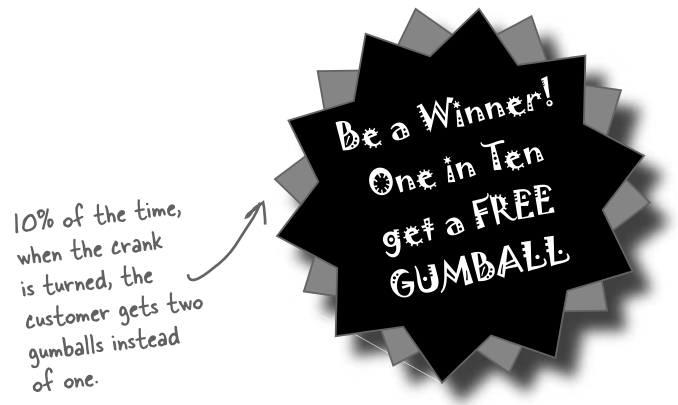 Be a Winner!
One in Ten
get a FREE
GUMBALL
10% of the time,
when the crank
is turned, the
customer gets two
gumballs instead
of one.